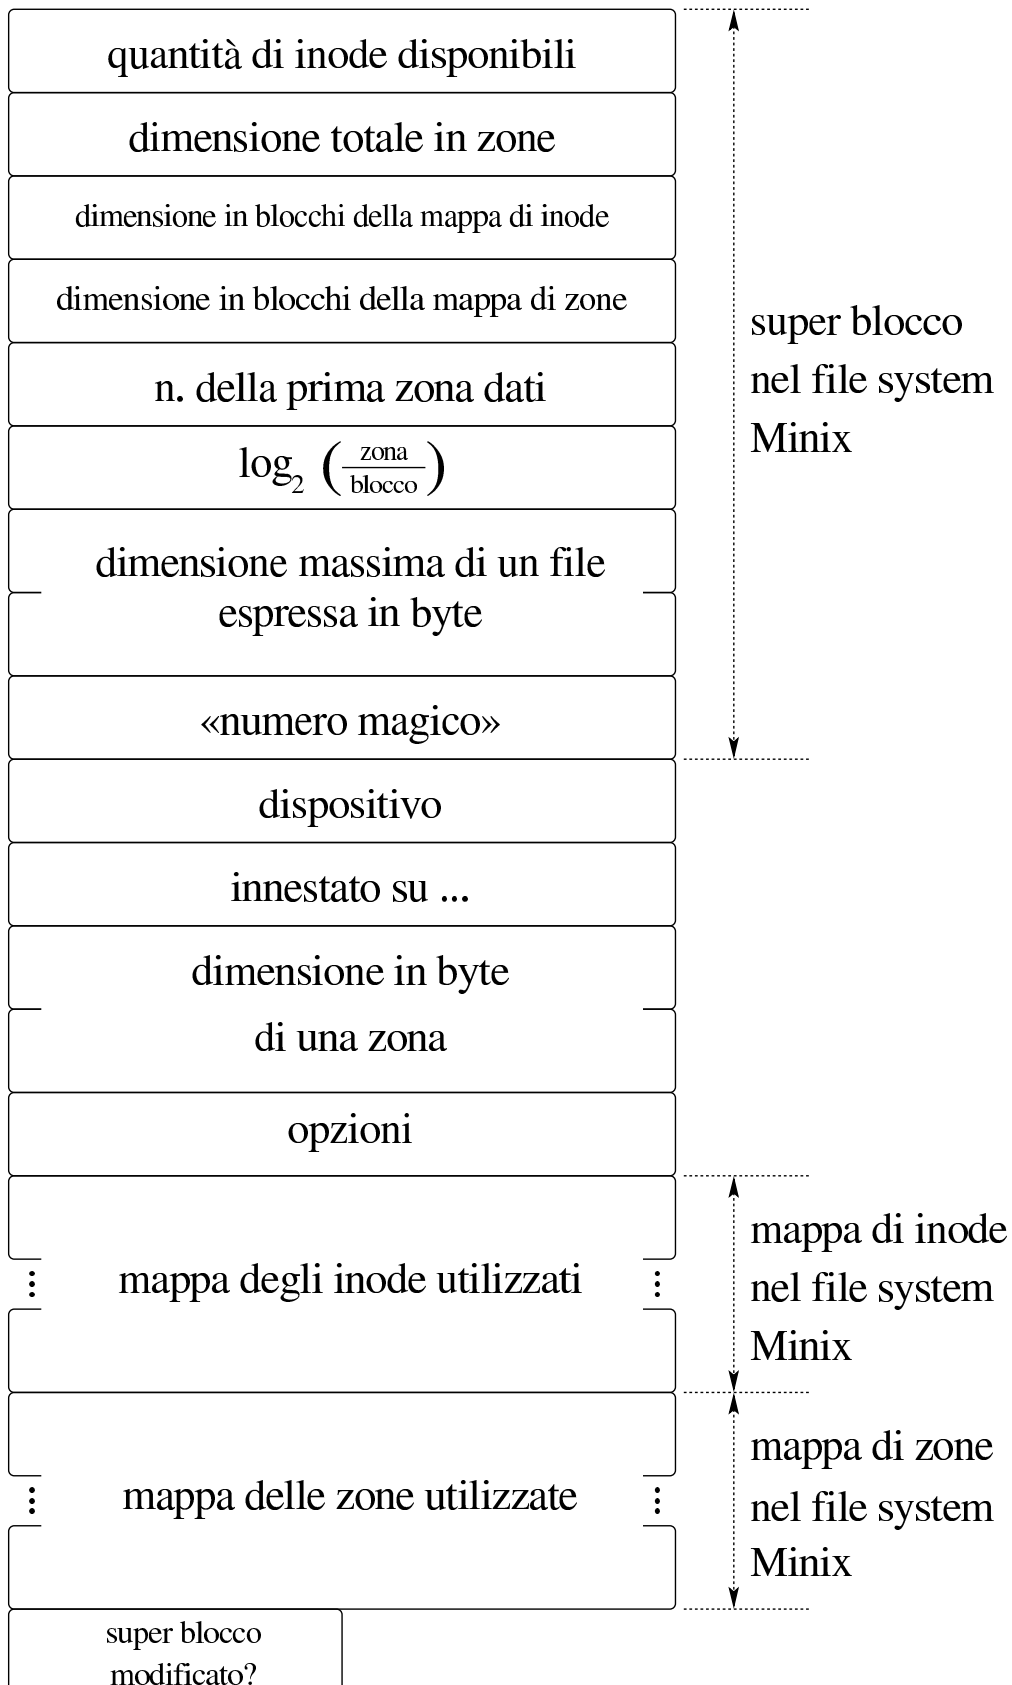 quantità di inode disponibili
dimensione totale in zone
dimensione in blocchi della mappa di inode
dimensione in blocchi della mappa di zone
n. della prima zona dati
log2 (zona/blocco)
dimensione massima di un file
espressa in byte
«numero magico»
super blocco
nel file system
Minix
dispositivo
innestato su ...
dimensione in byte
di una zona
opzioni
mappa degli inode utilizzati
mappa di inode
nel file system
Minix
mappa delle zone utilizzate
mappa di zone
nel file system
Minix
super blocco
modificato?